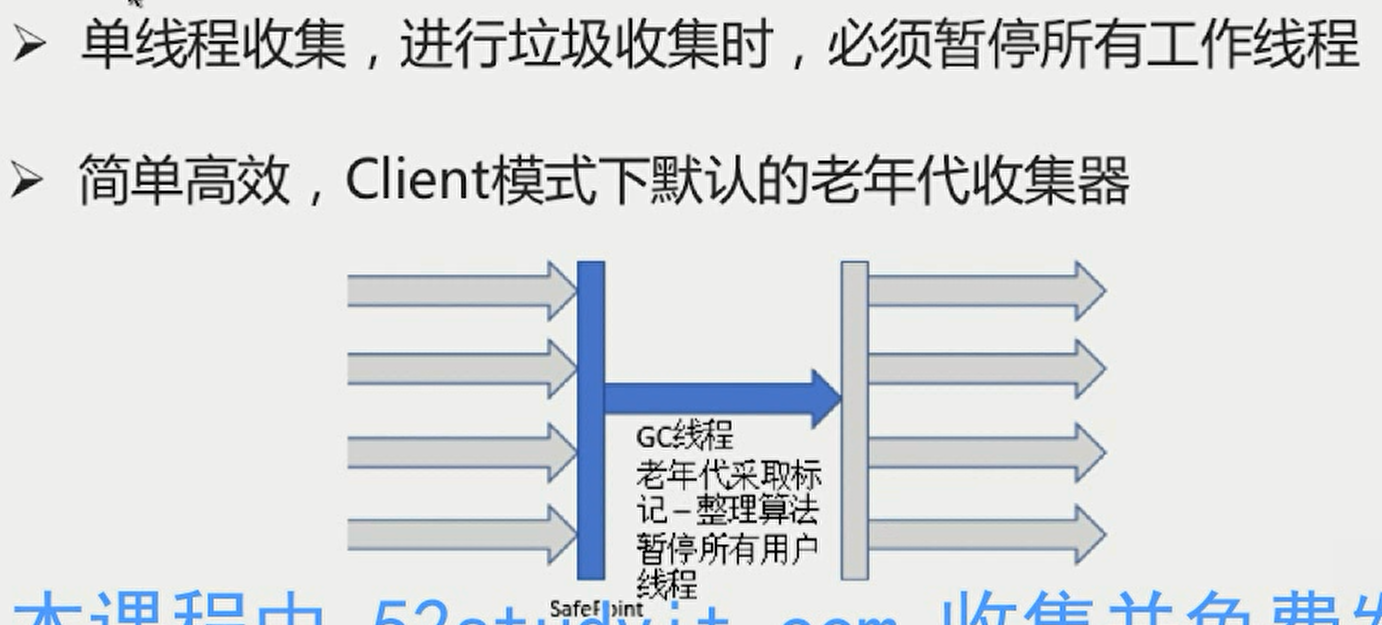 单线程收集，进行垃圾收集时，必须暂停所有工作线程
简单高效，Client模式下默认的老年代收集器
GC线程
老年代采取标
记－整理算法
暂停所有用户
线程
SafePoint
本课程由 52studyit.com 收集并免费发